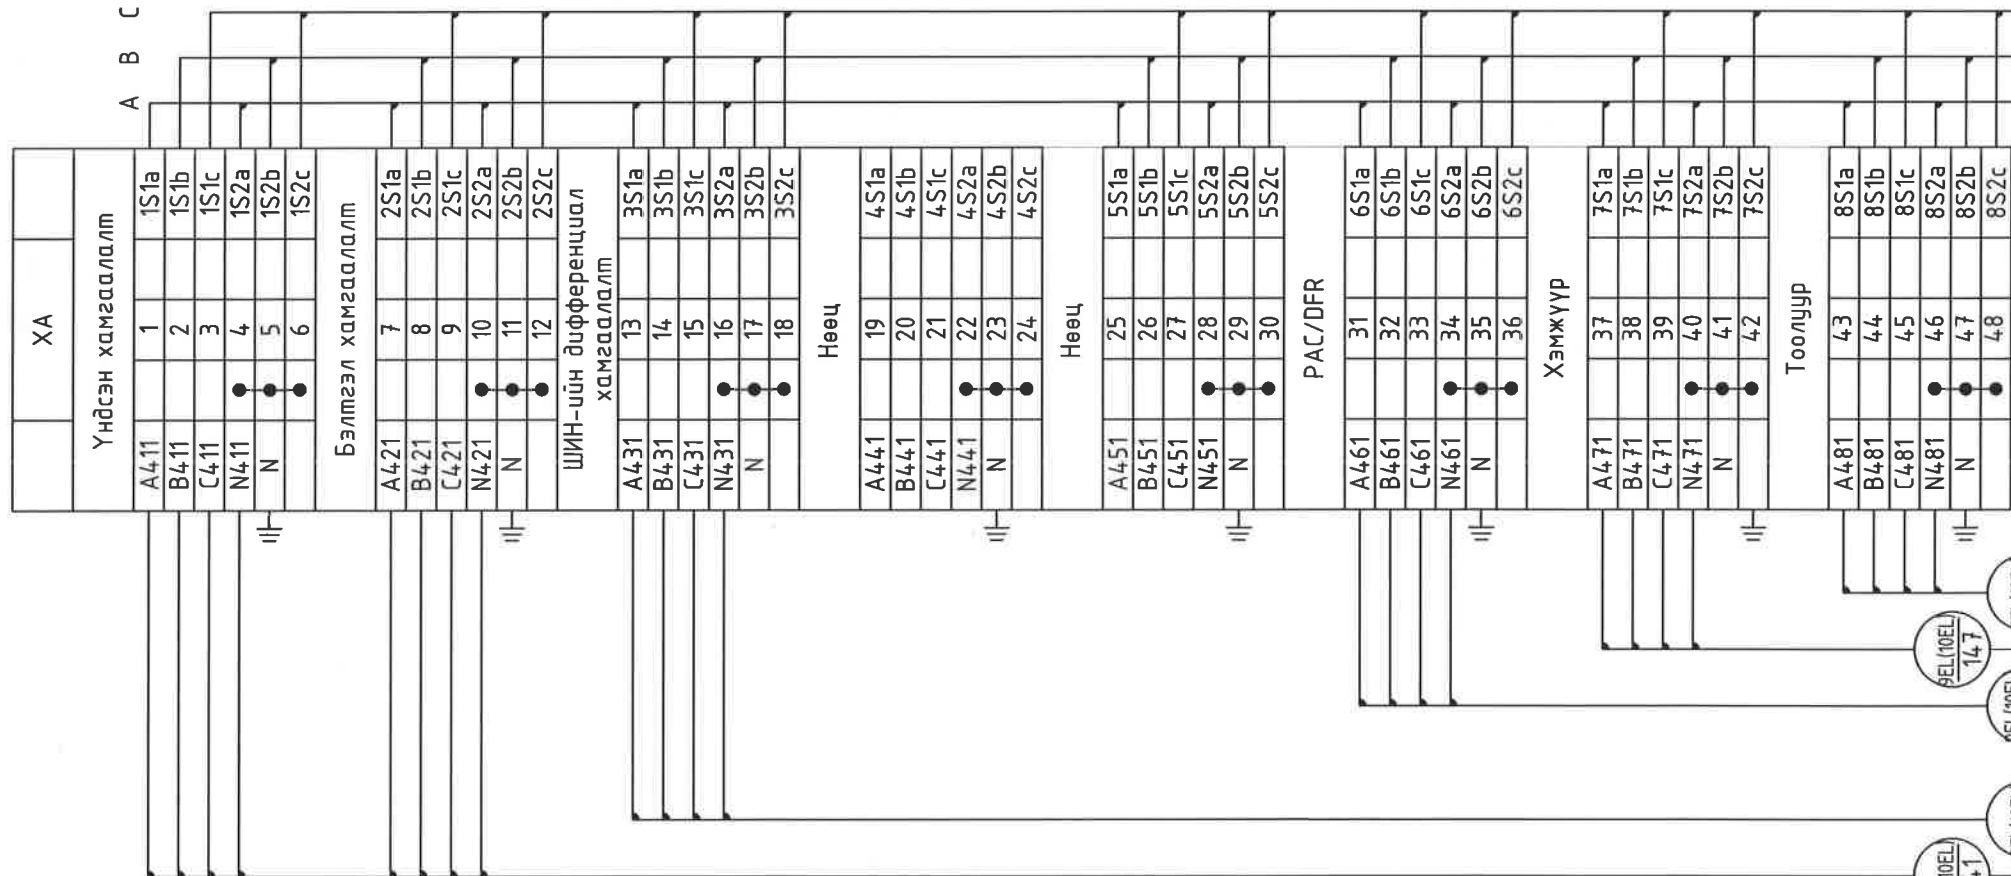 C
B
A
ХА
Үндсэн хамгаалалт
A411 1 1S1a
B411 2 1S1b
C411 3 1S1c
N411 4 1S2a
N 5 1S2b
6 1S2c
Бэлтгэл хамгаалалт
A421 7 2S1a
B421 8 2S1b
C421 9 2S1c
N421 10 2S2a
N 11 2S2b
12 2S2c
ШИН-ийн дифференциал
хамгаалалт
A431 13 3S1a
B431 14 3S1b
C431 15 3S1c
N431 16 3S2a
N 17 3S2b
18 3S2c
Нөөц
A441 19 4S1a
B441 20 4S1b
C441 21 4S1c
N441 22 4S2a
N 23 4S2b
24 4S2c
Нөөц
A451 25 5S1a
B451 26 5S1b
C451 27 5S1c
N451 28 5S2a
N 29 5S2b
30 5S2c
РАС/DFR
A461 31 6S1a
B461 32 6S1b
C461 33 6S1c
N461 34 6S2a
N 35 6S2b
36 6S2c
Хэмжүүр
A471 37 7S1a
B471 38 7S1b
C471 39 7S1c
N471 40 7S2a
N 41 7S2b
42 7S2c
Тоолуур
A481 43 8S1a
B481 44 8S1b
C481 45 8S1c
N481 46 8S2a
N 47 8S2b
48 8S2c
9EL(10EL)
147